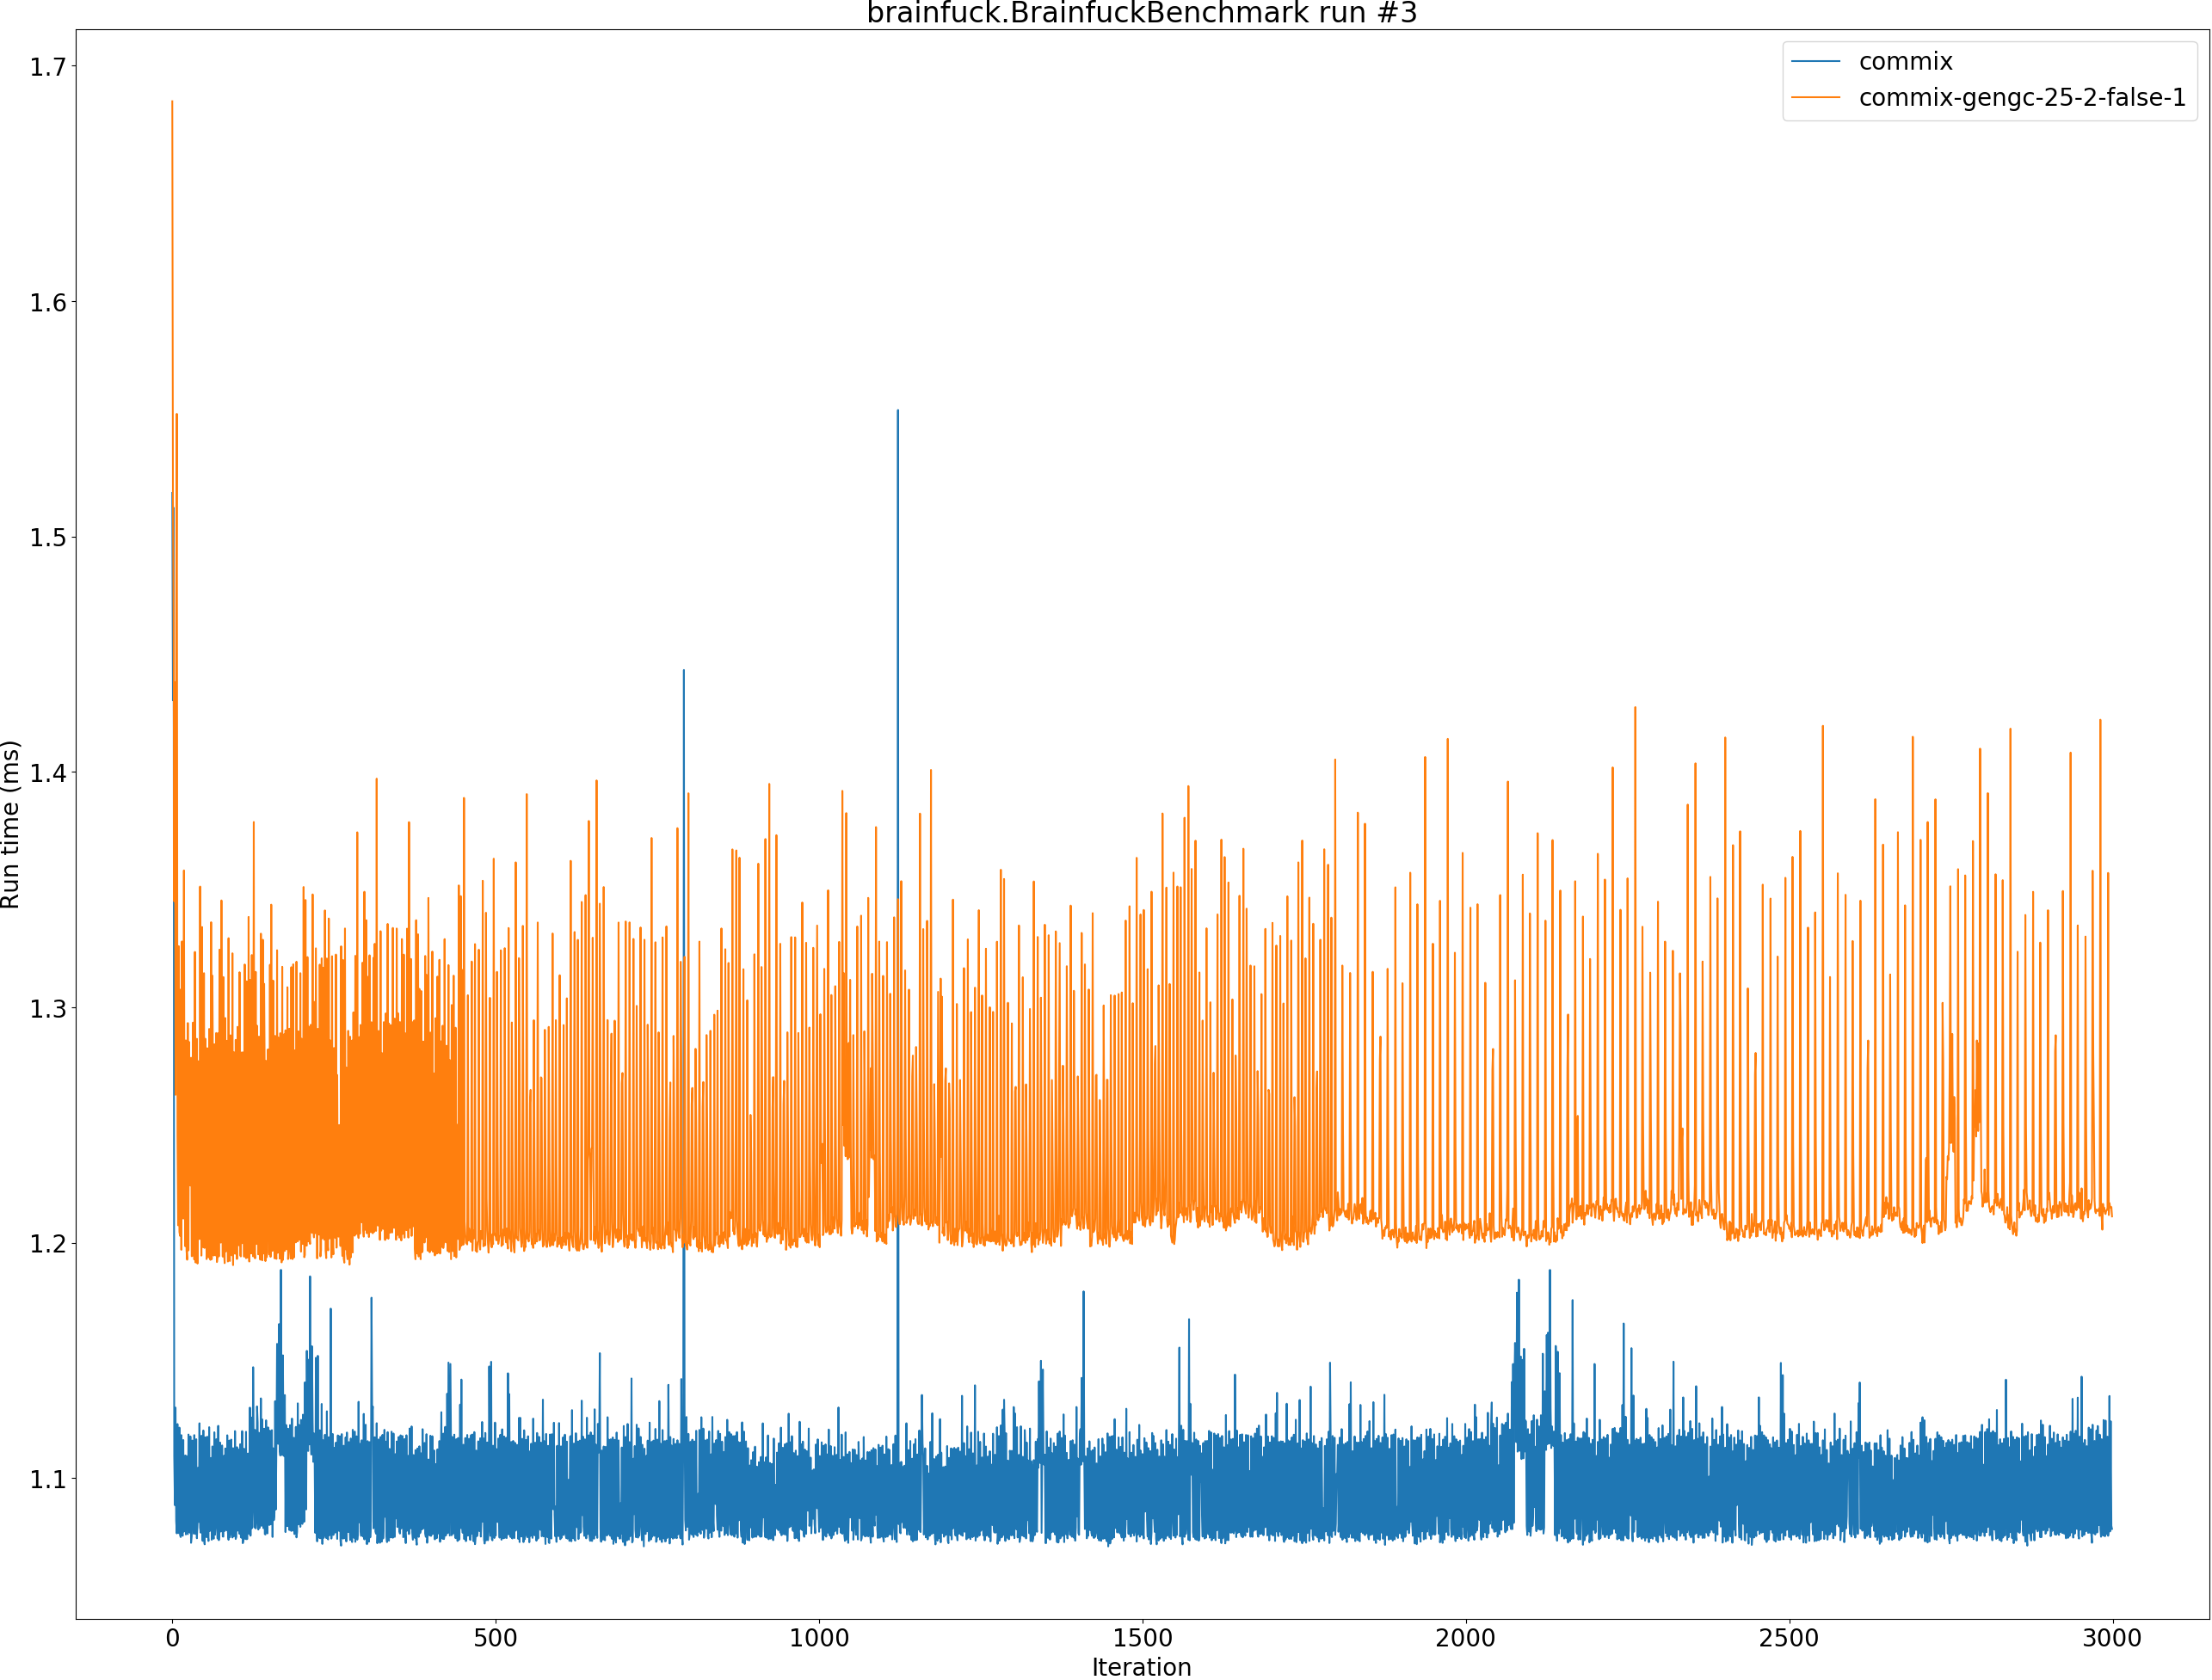 brainfuck.BrainfuckBenchmark run #3
commix
commix-gengc-25-2-false-1
Run time (ms)
1.7
1.6
1.5
1.4
1.3
1.2
1.1
0 500 1000 1500 2000 2500 3000
Iteration